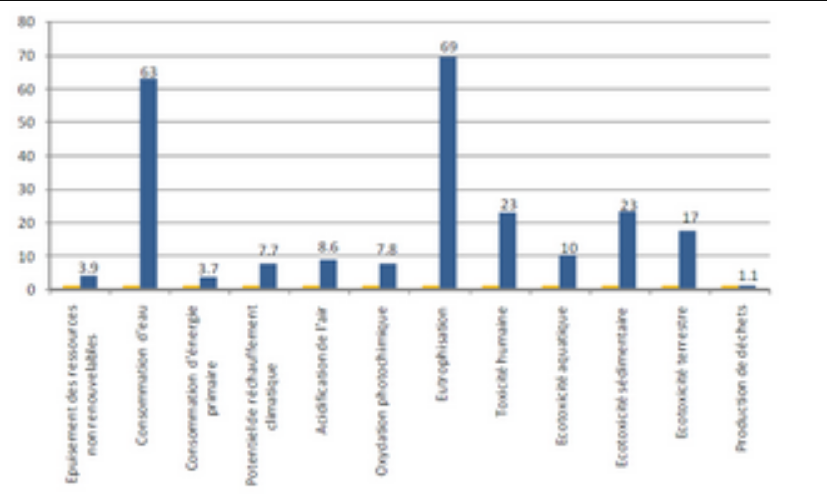 80
70
60
50
40
30
20
10
0
3.9
63
3.7
7.7
8.6
7.8
69
23
10
23
17
1.1
Epuisement des ressources
non renouvelables
Consommation d'eau
Consommation d'énergie
primaire
Potentiel de réchauffement
climatique
Acidification de l'air
Oxydation photochimique
Eutrophisation
Toxicité humaine
Ecotoxicité aquatique
Ecotoxicité sédimentaire
Ecotoxicité terrestre
Production de déchets